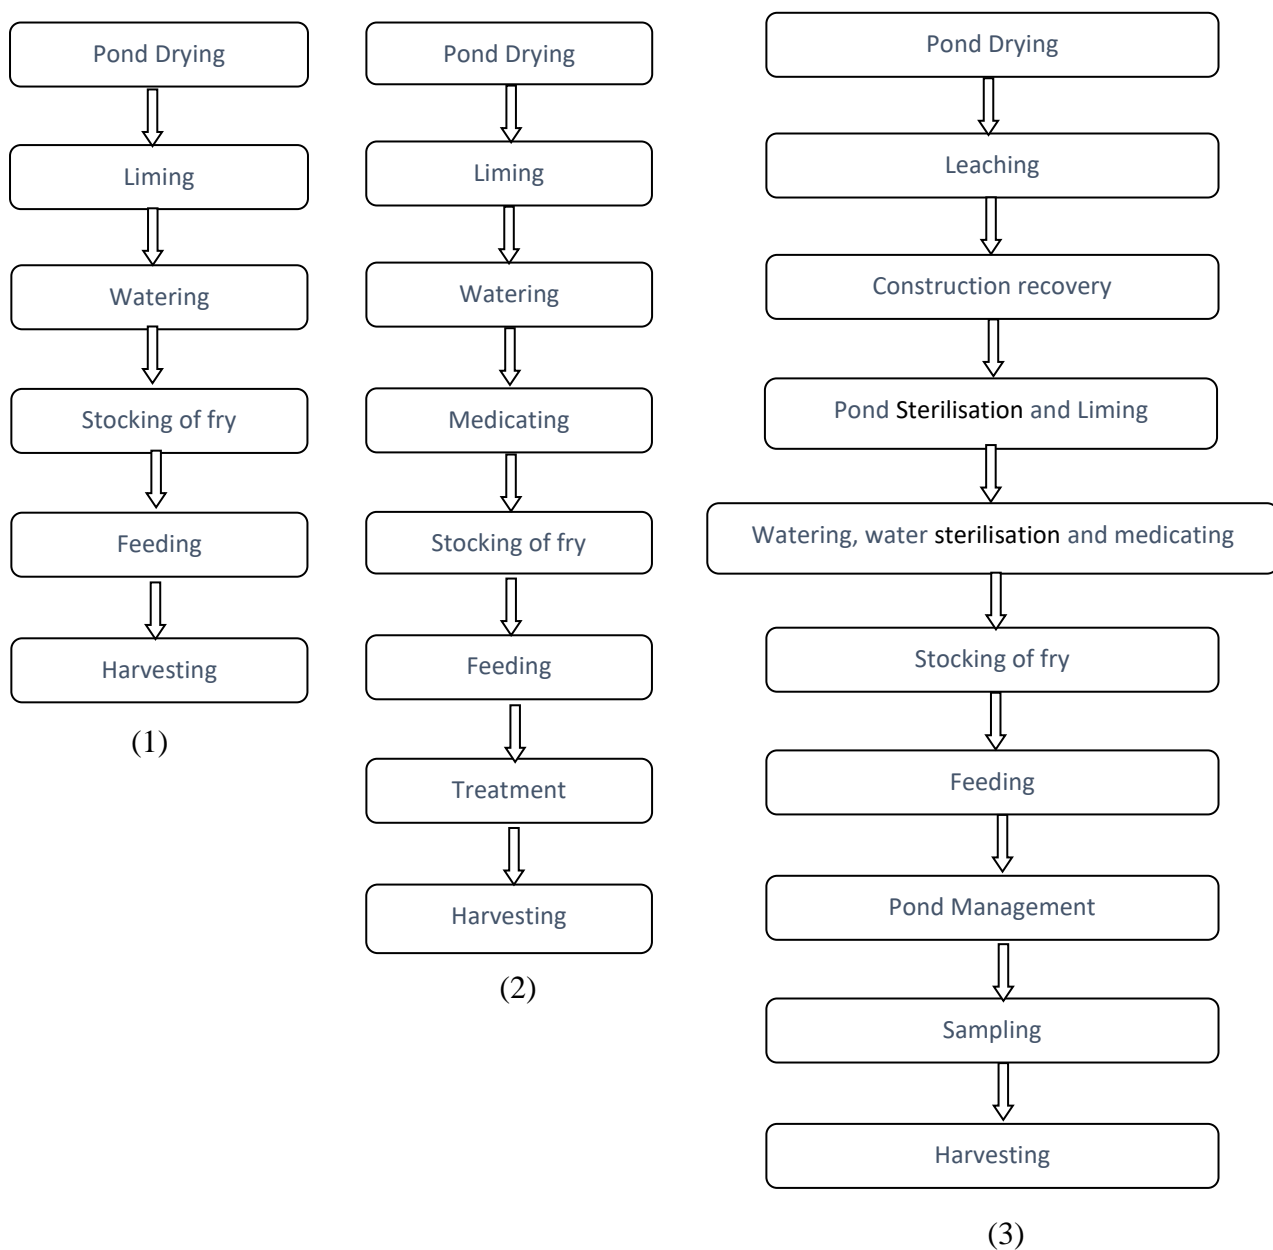 Pond Drying
Liming
Watering
Stocking of fry
Feeding
Harvesting
(1)
Pond Drying
Liming
Watering
Medicating
Stocking of fry
Feeding
Treatment
Harvesting
(2)
Pond Drying
Leaching
Construction recovery
Pond Sterilisation and Liming
Watering, water sterilisation and medicating
Stocking of fry
Feeding
Pond Management
Sampling
Harvesting
(3)